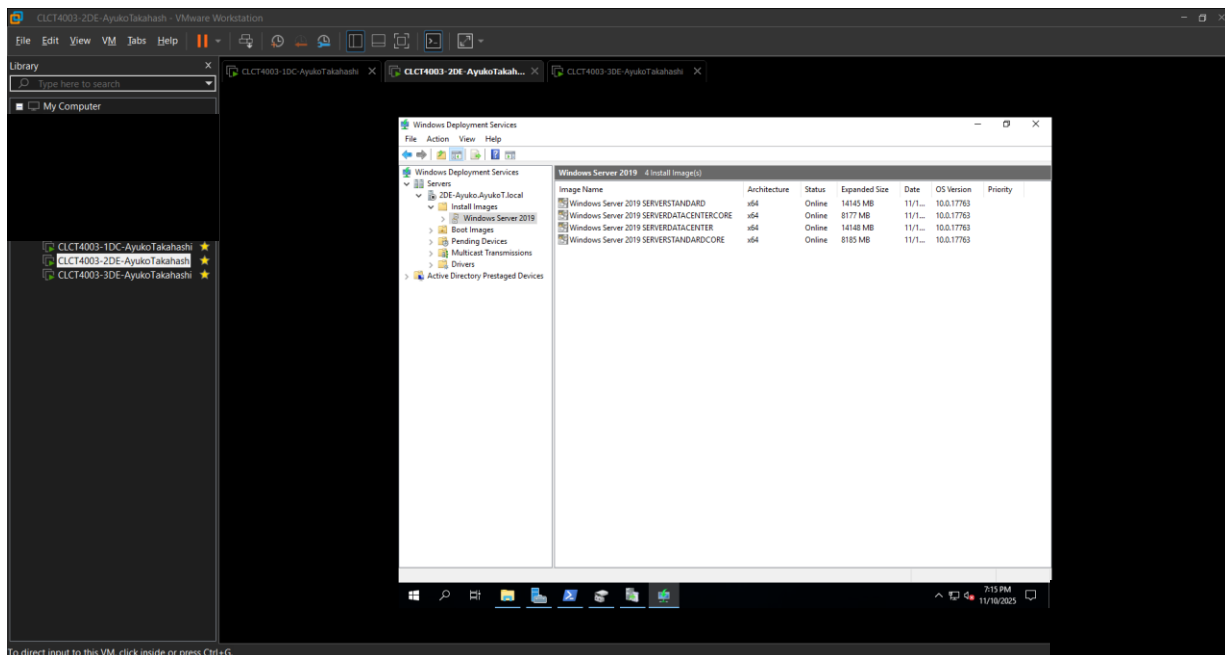 CLCT4003-2DE-AyukoTakahash - VMware Workstation
File Edit View VM Tabs Help
Library X
Type here to search
My Computer
CLCT4003-1DC-AyukoTakahashi
CLCT4003-2DE-AyukoTakahash
CLCT4003-3DE-AyukoTakahashi
CLCT4003-1DC-AyukoTakahashi X CLCT4003-2DE-AyukoTakah... X CLCT4003-3DE-AyukoTakahashi X
Windows Deployment Services
File Action View Help
Windows Deployment Services
Servers
2DE-Ayuko.AyukoT.local
Install Images
Windows Server 2019
Boot Images
Pending Devices
Multicast Transmissions
Drivers
Active Directory Prestaged Devices
Windows Server 2019 4 Install Image(s)
Image Name Architecture Status Expanded Size Date OS Version Priority
Windows Server 2019 SERVERSTANDARD x64 Online 14145 MB 11/1... 10.0.17763
Windows Server 2019 SERVERDATACENTERCORE x64 Online 8177 MB 11/1... 10.0.17763
Windows Server 2019 SERVERDATACENTER x64 Online 14148 MB 11/1... 10.0.17763
Windows Server 2019 SERVERSTANDARDCORE x64 Online 8185 MB 11/1... 10.0.17763
7:15 PM
11/10/2025
To direct input to this VM, click inside or press Ctrl+G.